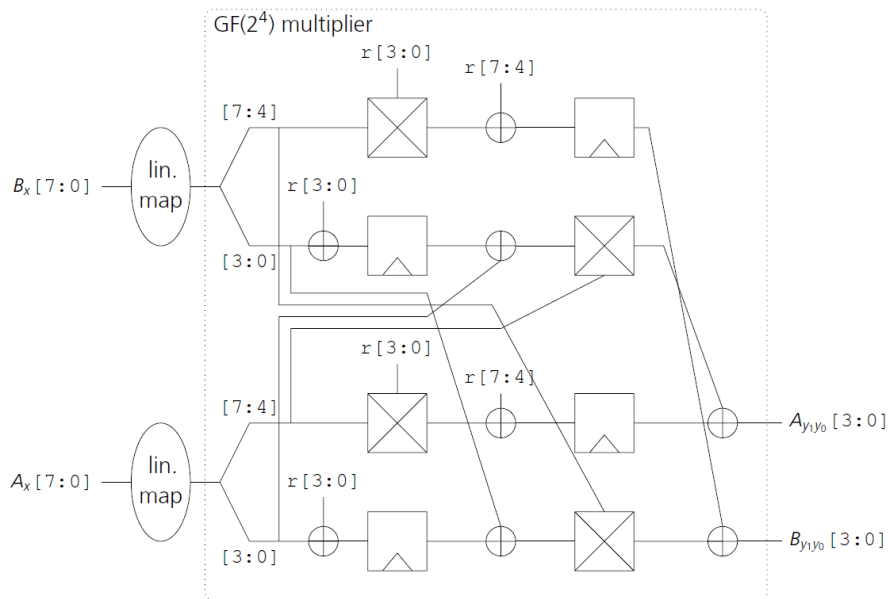 GF(2⁴) multiplier
r[3:0]
r[7:4]
[7:4]
lin.
map
Bₓ[7:0]
r[3:0]
[3:0]
r[3:0]
r[7:4]
[7:4]
A_{y₁y₀}[3:0]
lin.
map
Aₓ[7:0]
r[3:0]
B_{y₁y₀}[3:0]
[3:0]